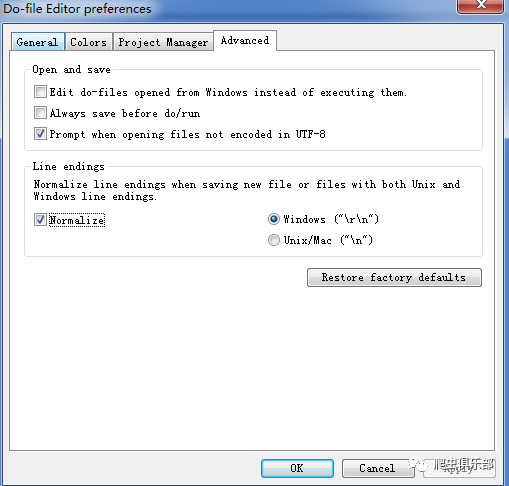 Do-file Editor preferences
General Colors Project Manager Advanced
Open and save
Edit do-files opened from Windows instead of executing them.
Always save before do/run
Prompt when opening files not encoded in UTF-8
Line endings
Normalize line endings when saving new file or files with both Unix and
Windows line endings.
Normalize
Windows ("\r\n")
Unix/Mac ("\n")
Restore factory defaults
OK Cancel Apply
爬虫俱乐部